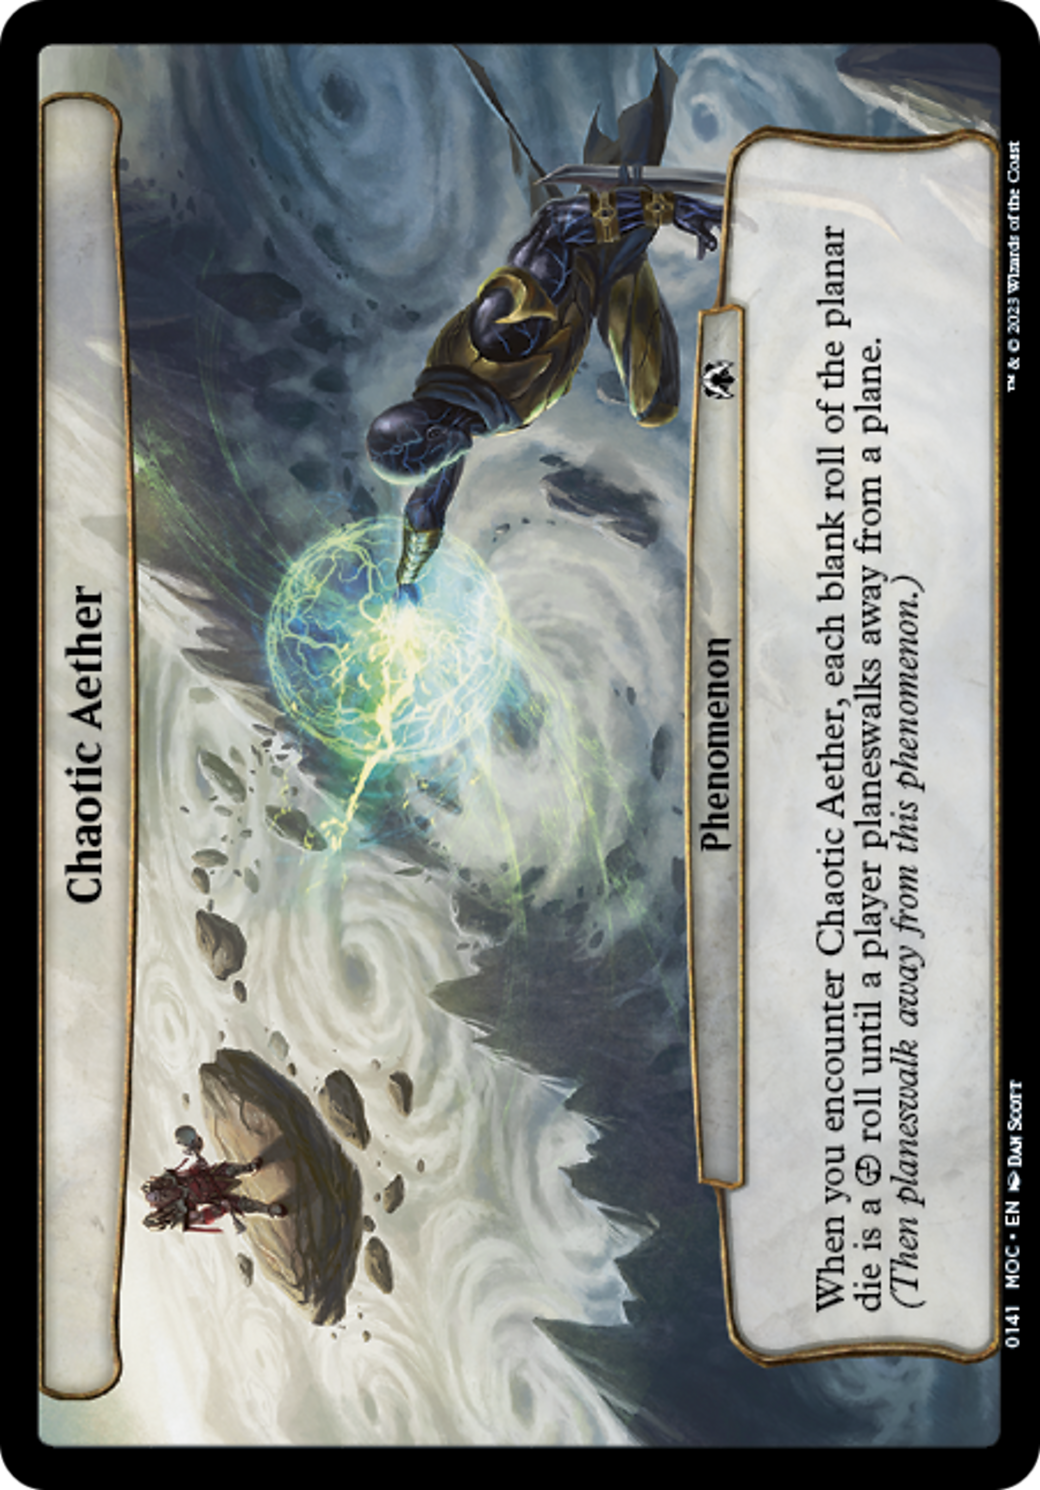 Chaotic Aether
Phenomenon
When you encounter Chaotic Aether, each blank roll of the planar
die is a roll until a player planeswalks away from a plane.
(Then planeswalk away from this phenomenon.)
0141 MOC • EN DAN SCOTT
™ & © 2023 Wizards of the Coast